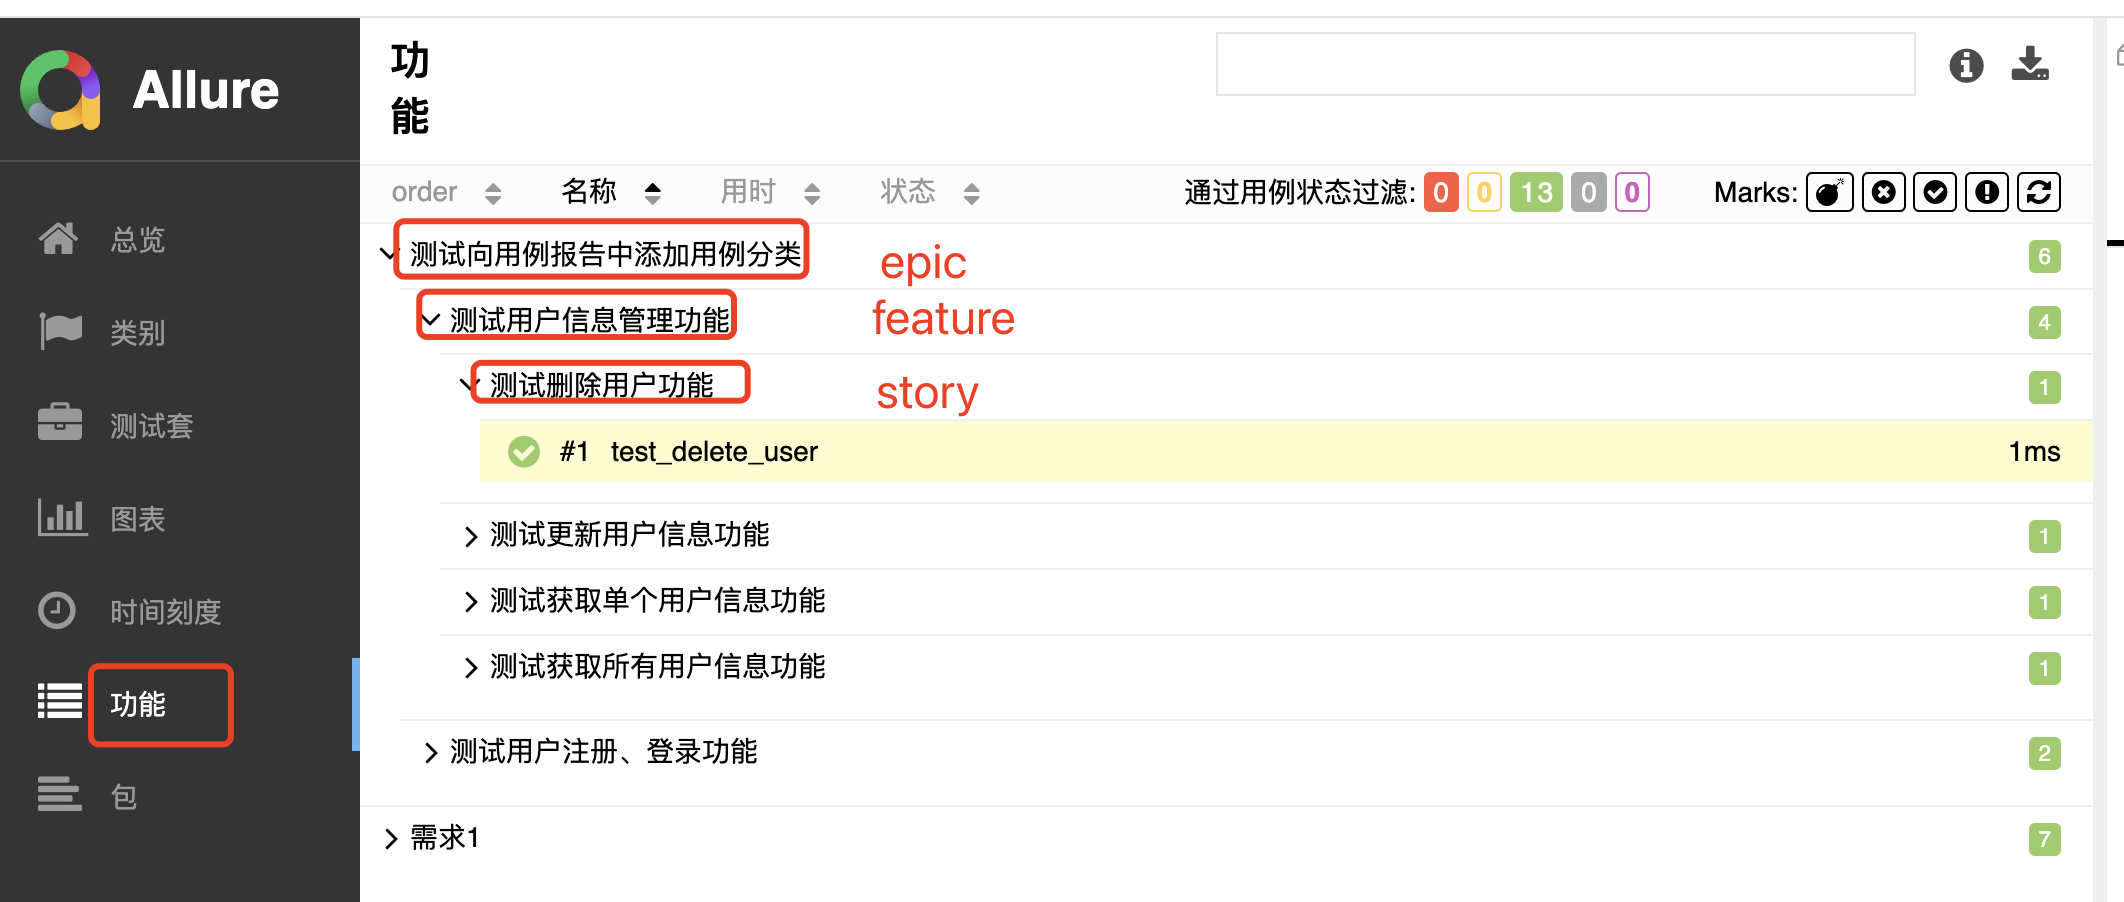 Allure
总览
类别
测试套
图表
时间刻度
功能
包
功
能
order 名称 用时 状态 通过用例状态过滤: 0 0 13 0 0 Marks:
测试向用例报告中添加用例分类 epic 6
测试用户信息管理功能 feature 4
测试删除用户功能 story 1
#1 test_delete_user 1ms
测试更新用户信息功能 1
测试获取单个用户信息功能 1
测试获取所有用户信息功能 1
测试用户注册、登录功能 2
需求1 7